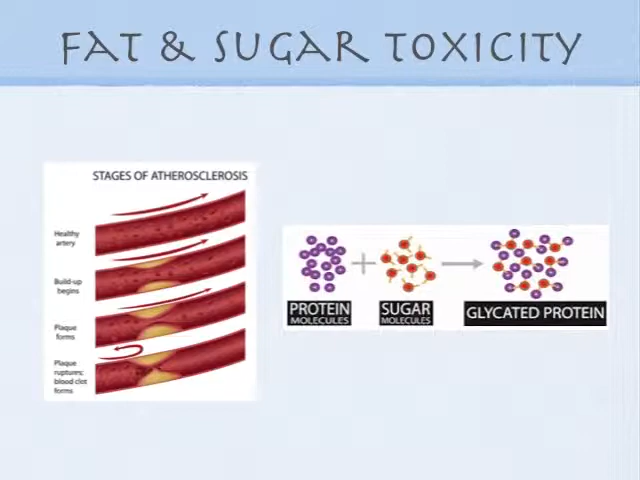 FAT & SUGAR TOXICITY
STAGES OF ATHEROSCLEROSIS
Healthy
artery
Build-up
begins
Plaque
forms
Plaque
ruptures;
blood clot
forms
PROTEIN
MOLECULES
SUGAR
MOLECULES
GLYCATED PROTEIN